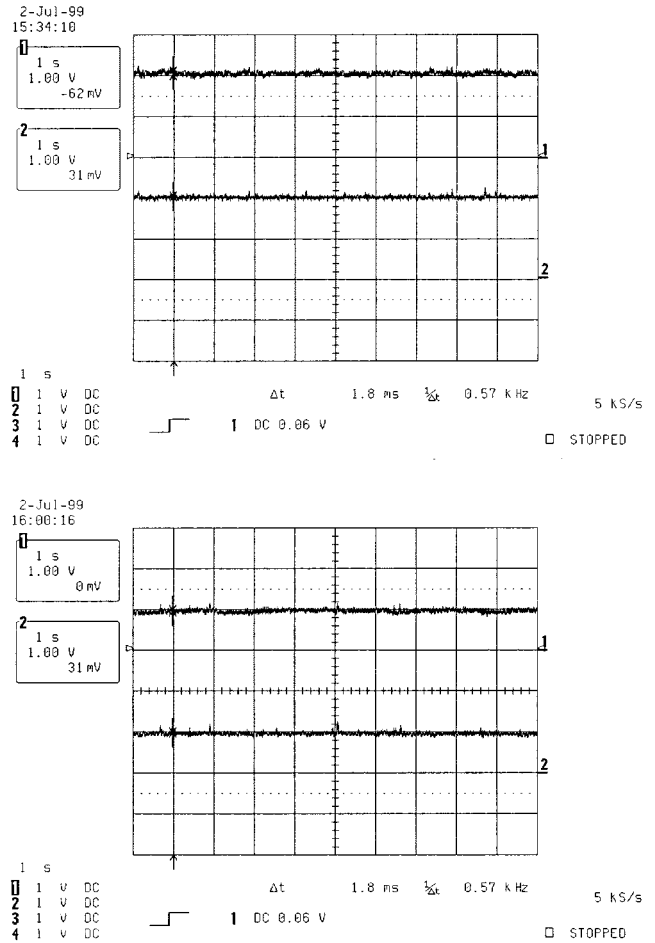 2-Jul-99
15:34:10
1
1 s
1.00 V
-62 mV
2
1 s
1.00 V
31 mV
1
2
1 s
1 1 V DC
2 1 V DC
3 1 V DC
4 1 V DC
Δt 1.8 ms 1/Δt 0.57 kHz
1 DC 0.06 V
5 kS/s
STOPPED
2-Jul-99
16:00:16
1
1 s
1.00 V
0 mV
2
1 s
1.00 V
31 mV
1
2
1 s
1 1 V DC
2 1 V DC
3 1 V DC
4 1 V DC
Δt 1.8 ms 1/Δt 0.57 kHz
1 DC 0.06 V
5 kS/s
STOPPED